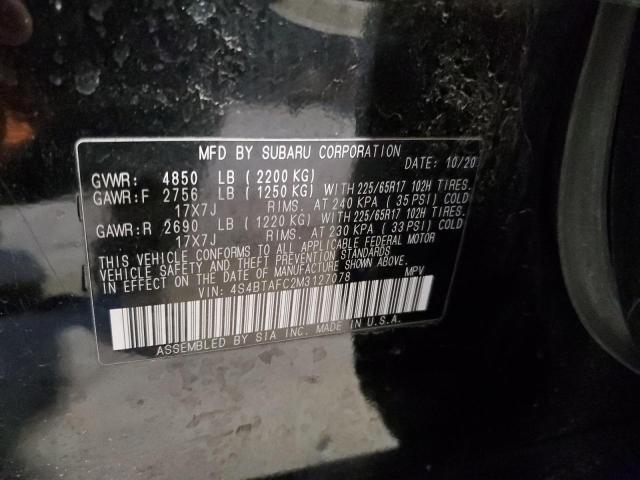 MFD BY SUBARU CORPORATION
DATE: 10/20
GVWR: 4850 LB (2200 KG)
GAWR:F 2756 LB (1250 KG) WITH 225/65R17 102H TIRES.
17X7J RIMS. AT 240 KPA (35 PSI) COLD
GAWR:R 2690 LB (1220 KG) WITH 225/65R17 102H TIRES.
17X7J RIMS. AT 230 KPA (33 PSI) COLD
THIS VEHICLE CONFORMS TO ALL APPLICABLE FEDERAL MOTOR
VEHICLE SAFETY AND THEFT PREVENTION STANDARDS
IN EFFECT ON THE DATE OF MANUFACTURE SHOWN ABOVE.
VIN: 4S4BTAFC2M3127078 MPV
ASSEMBLED BY SIA INC. MADE IN U.S.A.